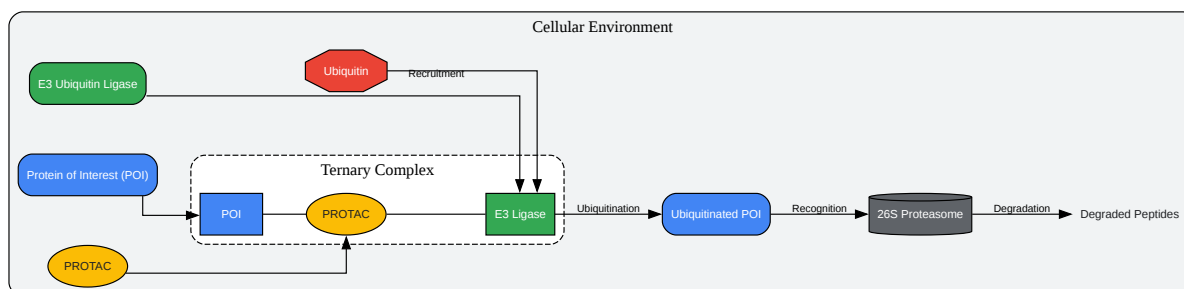 Cellular Environment
Ubiquitin
Recruitment
E3 Ubiquitin Ligase
Ternary Complex
Protein of Interest (POI)
POI
PROTAC
E3 Ligase
Ubiquitination
Ubiquitinated POI
Recognition
26S Proteasome
Degradation
Degraded Peptides
PROTAC